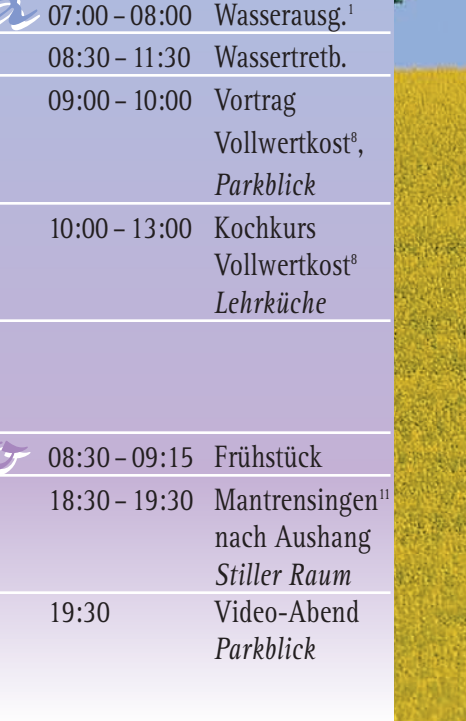 07:00 – 08:00 Wasserausg.¹
08:30 – 11:30 Wassertretb.
09:00 – 10:00 Vortrag
Vollwertkost⁸,
Parkblick
10:00 – 13:00 Kochkurs
Vollwertkost⁸
Lehrküche
08:30 – 09:15 Frühstück
18:30 – 19:30 Mantrensingen¹¹
nach Aushang
Stiller Raum
19:30 Video-Abend
Parkblick